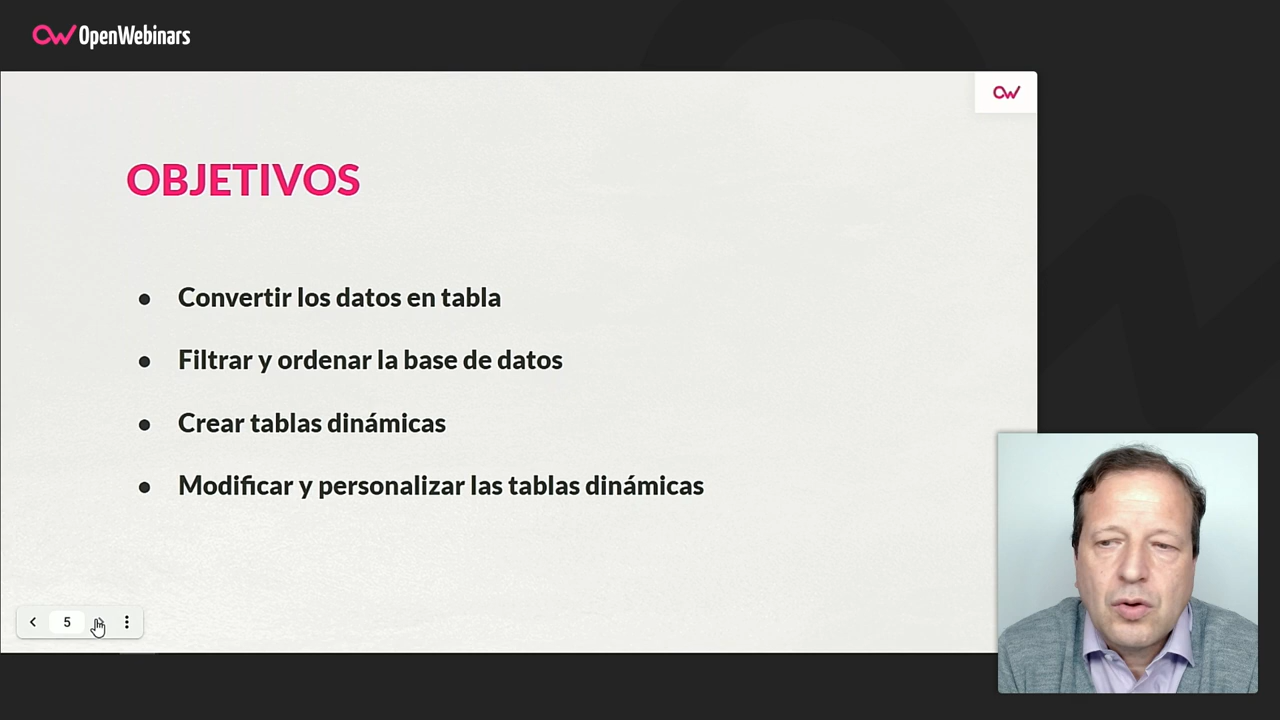 OpenWebinars
OBJETIVOS
● Convertir los datos en tabla
● Filtrar y ordenar la base de datos
● Crear tablas dinámicas
● Modificar y personalizar las tablas dinámicas
5